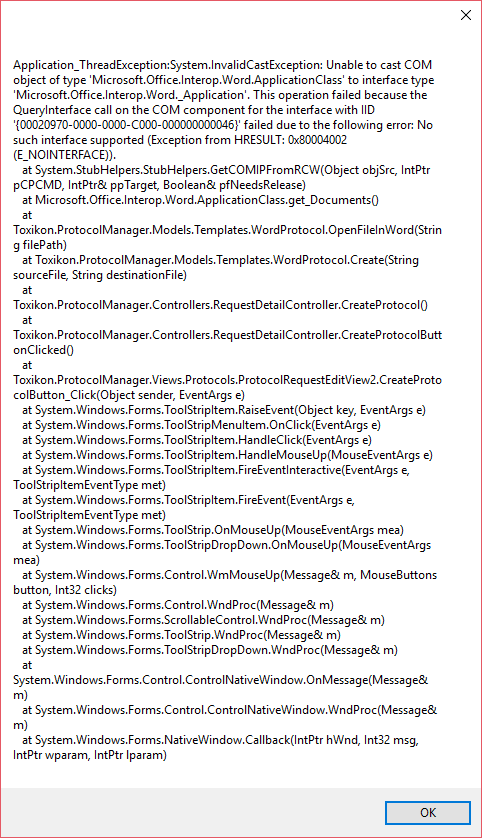 Application_ThreadException:System.InvalidCastException: Unable to cast COM
object of type 'Microsoft.Office.Interop.Word.ApplicationClass' to interface type
'Microsoft.Office.Interop.Word._Application'. This operation failed because the
QueryInterface call on the COM component for the interface with IID
'{00020970-0000-0000-C000-000000000046}' failed due to the following error: No
such interface supported (Exception from HRESULT: 0x80004002
(E_NOINTERFACE)).
at System.StubHelpers.StubHelpers.GetCOMIPFromRCW(Object objSrc, IntPtr
pCPCMD, IntPtr& ppTarget, Boolean& pfNeedsRelease)
at Microsoft.Office.Interop.Word.ApplicationClass.get_Documents()
at
Toxikon.ProtocolManager.Models.Templates.WordProtocol.OpenFileInWord(Strin
g filePath)
at Toxikon.ProtocolManager.Models.Templates.WordProtocol.Create(String
sourceFile, String destinationFile)
at
Toxikon.ProtocolManager.Controllers.RequestDetailController.CreateProtocol()
at
Toxikon.ProtocolManager.Controllers.RequestDetailController.CreateProtocolButt
onClicked()
at
Toxikon.ProtocolManager.Views.Protocols.ProtocolRequestEditView2.CreateProto
colButton_Click(Object sender, EventArgs e)
at System.Windows.Forms.ToolStripItem.RaiseEvent(Object key, EventArgs e)
at System.Windows.Forms.ToolStripMenuItem.OnClick(EventArgs e)
at System.Windows.Forms.ToolStripItem.HandleClick(EventArgs e)
at System.Windows.Forms.ToolStripItem.HandleMouseUp(MouseEventArgs e)
at System.Windows.Forms.ToolStripItem.FireEventInteractive(EventArgs e,
ToolStripItemEventType met)
at System.Windows.Forms.ToolStripItem.FireEvent(EventArgs e,
ToolStripItemEventType met)
at System.Windows.Forms.ToolStrip.OnMouseUp(MouseEventArgs mea)
at System.Windows.Forms.ToolStripDropDown.OnMouseUp(MouseEventArgs
mea)
at System.Windows.Forms.Control.WmMouseUp(Message& m, MouseButtons
button, Int32 clicks)
at System.Windows.Forms.Control.WndProc(Message& m)
at System.Windows.Forms.ScrollableControl.WndProc(Message& m)
at System.Windows.Forms.ToolStrip.WndProc(Message& m)
at System.Windows.Forms.ToolStripDropDown.WndProc(Message& m)
at
System.Windows.Forms.Control.ControlNativeWindow.OnMessage(Message&
m)
at System.Windows.Forms.Control.ControlNativeWindow.WndProc(Message&
m)
at System.Windows.Forms.NativeWindow.Callback(IntPtr hWnd, Int32 msg,
IntPtr wparam, IntPtr lparam)
OK